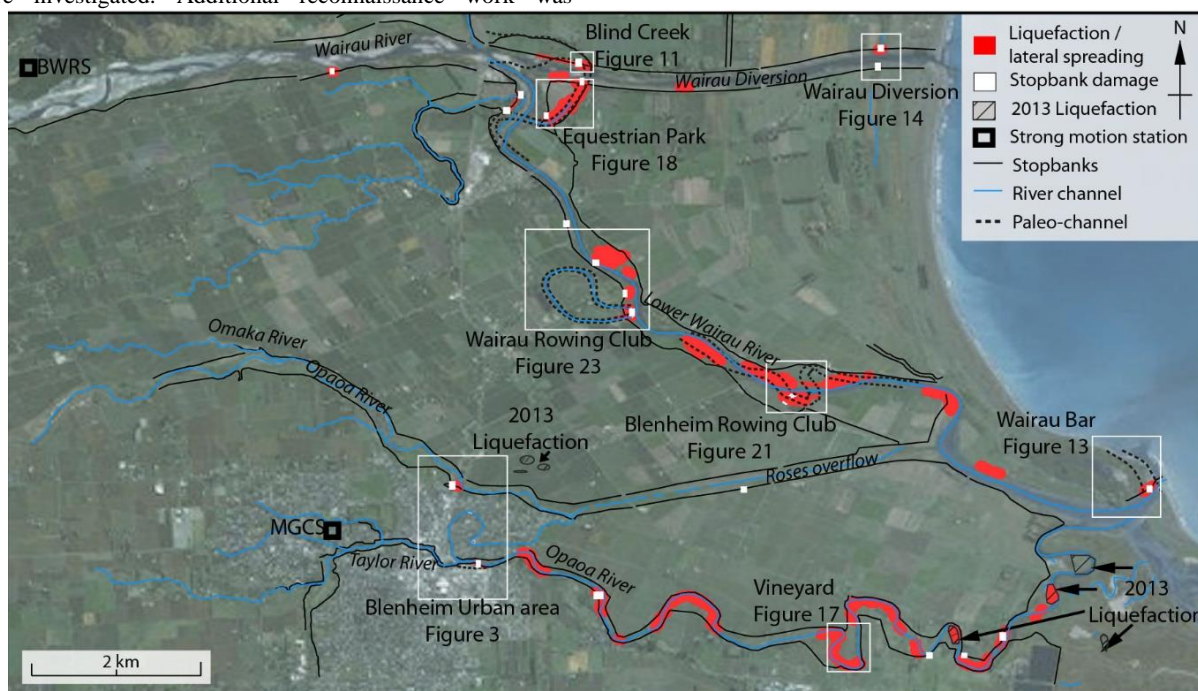 e investigated. Additional reconnaissance work was
Wairau River
Blind Creek
Figure 11
BWRS
Wairau Diversion
Wairau Diversion
Figure 14
Equestrian Park
Figure 18
Liquefaction /
lateral spreading
Stopbank damage
2013 Liquefaction
Strong motion station
Stopbanks
River channel
Paleo-channel
N
Omaka River
Opaoa River
Wairau Rowing Club
Figure 23
Lower Wairau River
2013
Liquefaction
Blenheim Rowing Club
Figure 21
Roses overflow
Wairau Bar
Figure 13
MGCS
Taylor River
Opaoa River
Blenheim Urban area
Figure 3
Vineyard
Figure 17
2013
Liquefaction
2 km